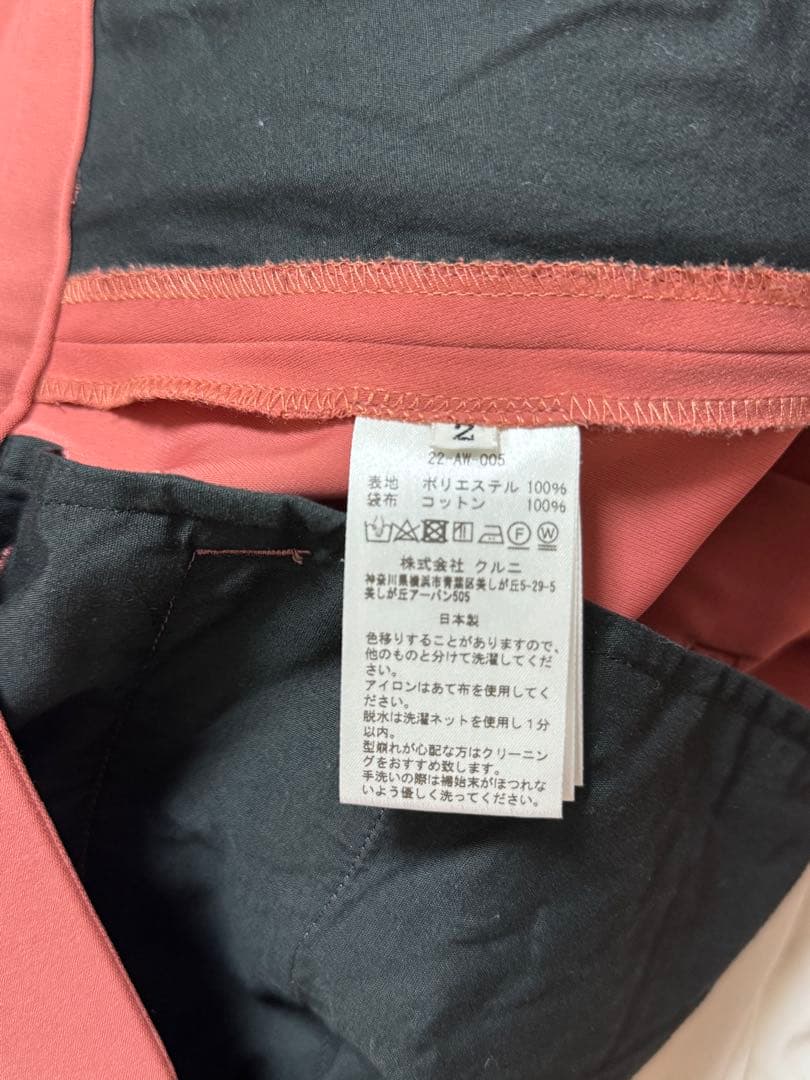 2
22-AW-005
表地 ポリエステル 100%
袋布 コットン 100%
F W
株式会社 クルニ
神奈川県横浜市青葉区美しが丘5-29-5
美しが丘アーバン505
日本製
色移りすることがありますので、
他のものと分けて洗濯してくだ
さい。
アイロンはあて布を使用してく
ださい。
脱水は洗濯ネットを使用し1分
以内。
型崩れが心配な方はクリーニン
グをおすすめ致します。
手洗いの際は縫始末がほつれな
いよう優しく洗ってください。